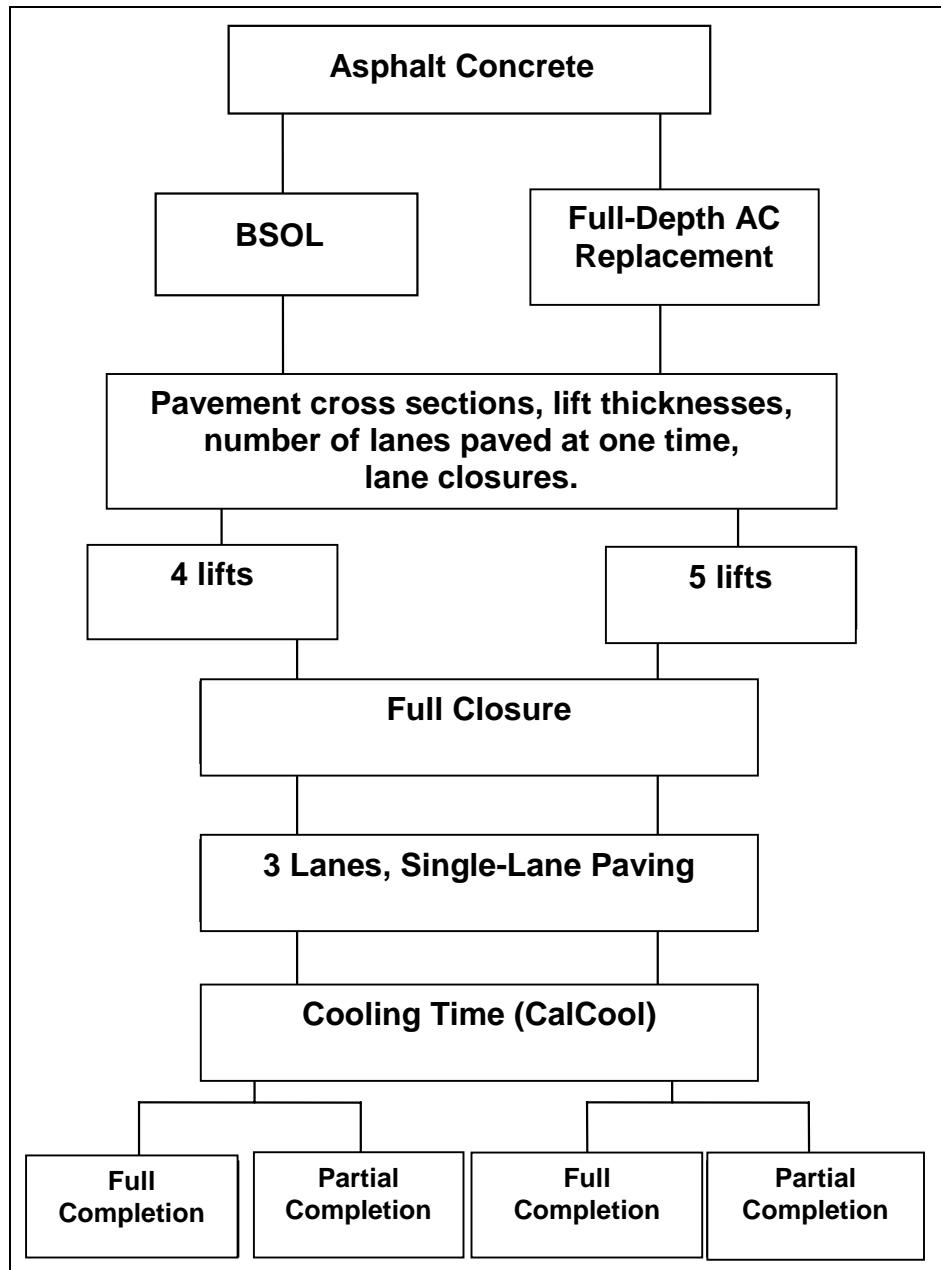 Asphalt Concrete
BSOL
Full-Depth AC
Replacement
Pavement cross sections, lift thicknesses,
number of lanes paved at one time,
lane closures.
4 lifts
5 lifts
Full Closure
3 Lanes, Single-Lane Paving
Cooling Time (CalCool)
Full
Completion
Partial
Completion
Full
Completion
Partial
Completion